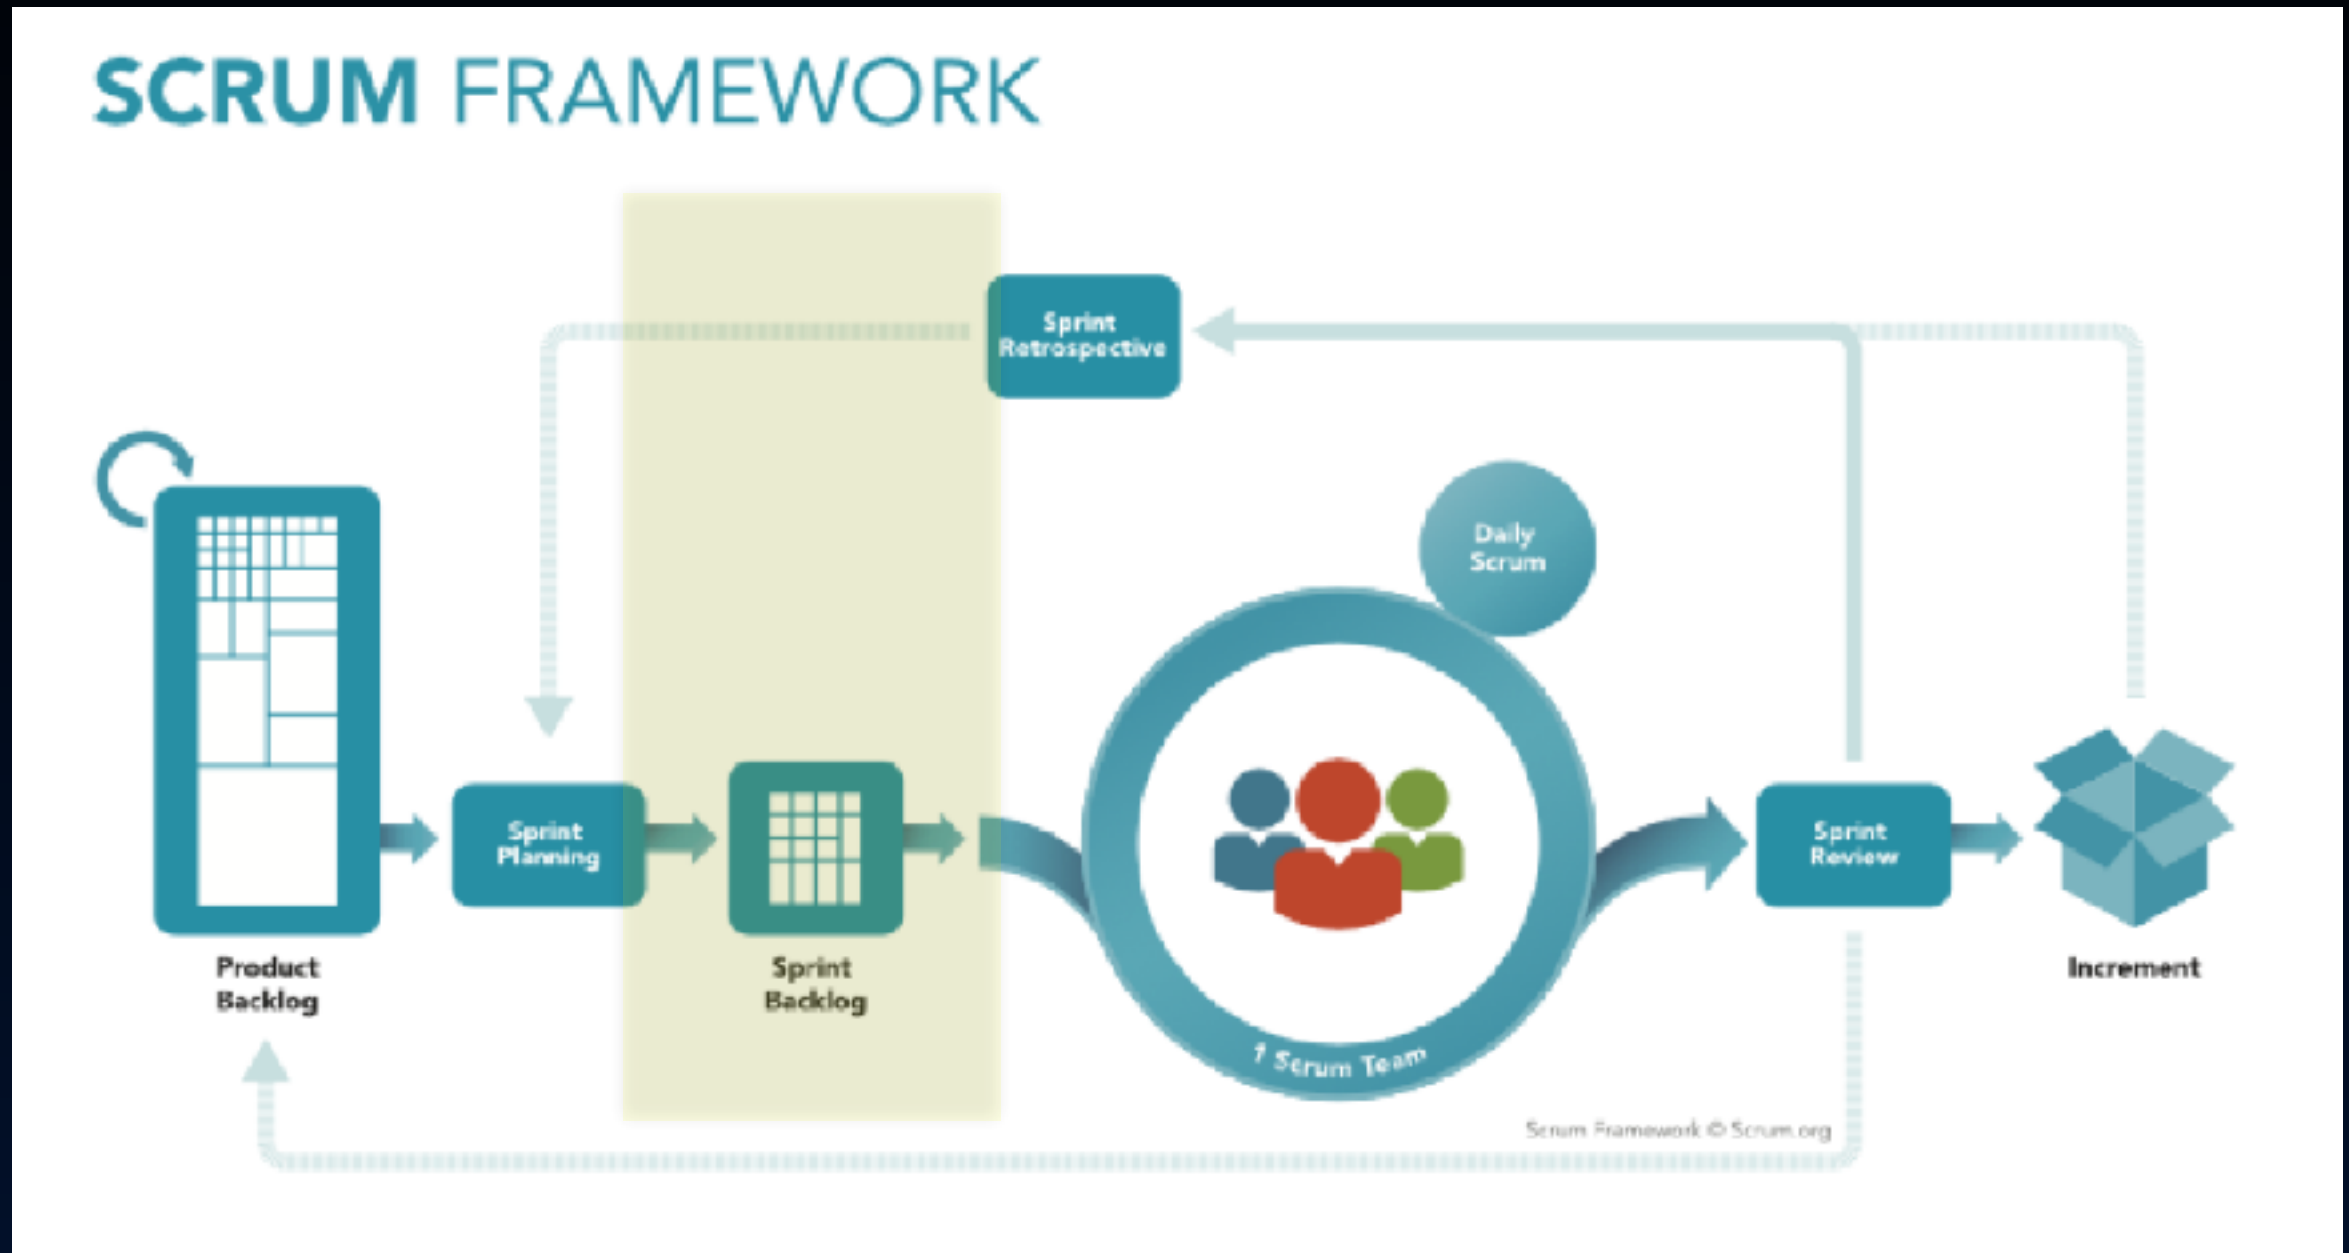 SCRUM FRAMEWORK
Sprint
Retrospective
Daily
Scrum
Sprint
Planning
Sprint
Review
Product
Backlog
Sprint
Backlog
Increment
1 Scrum Team
Scrum Framework © Scrum.org